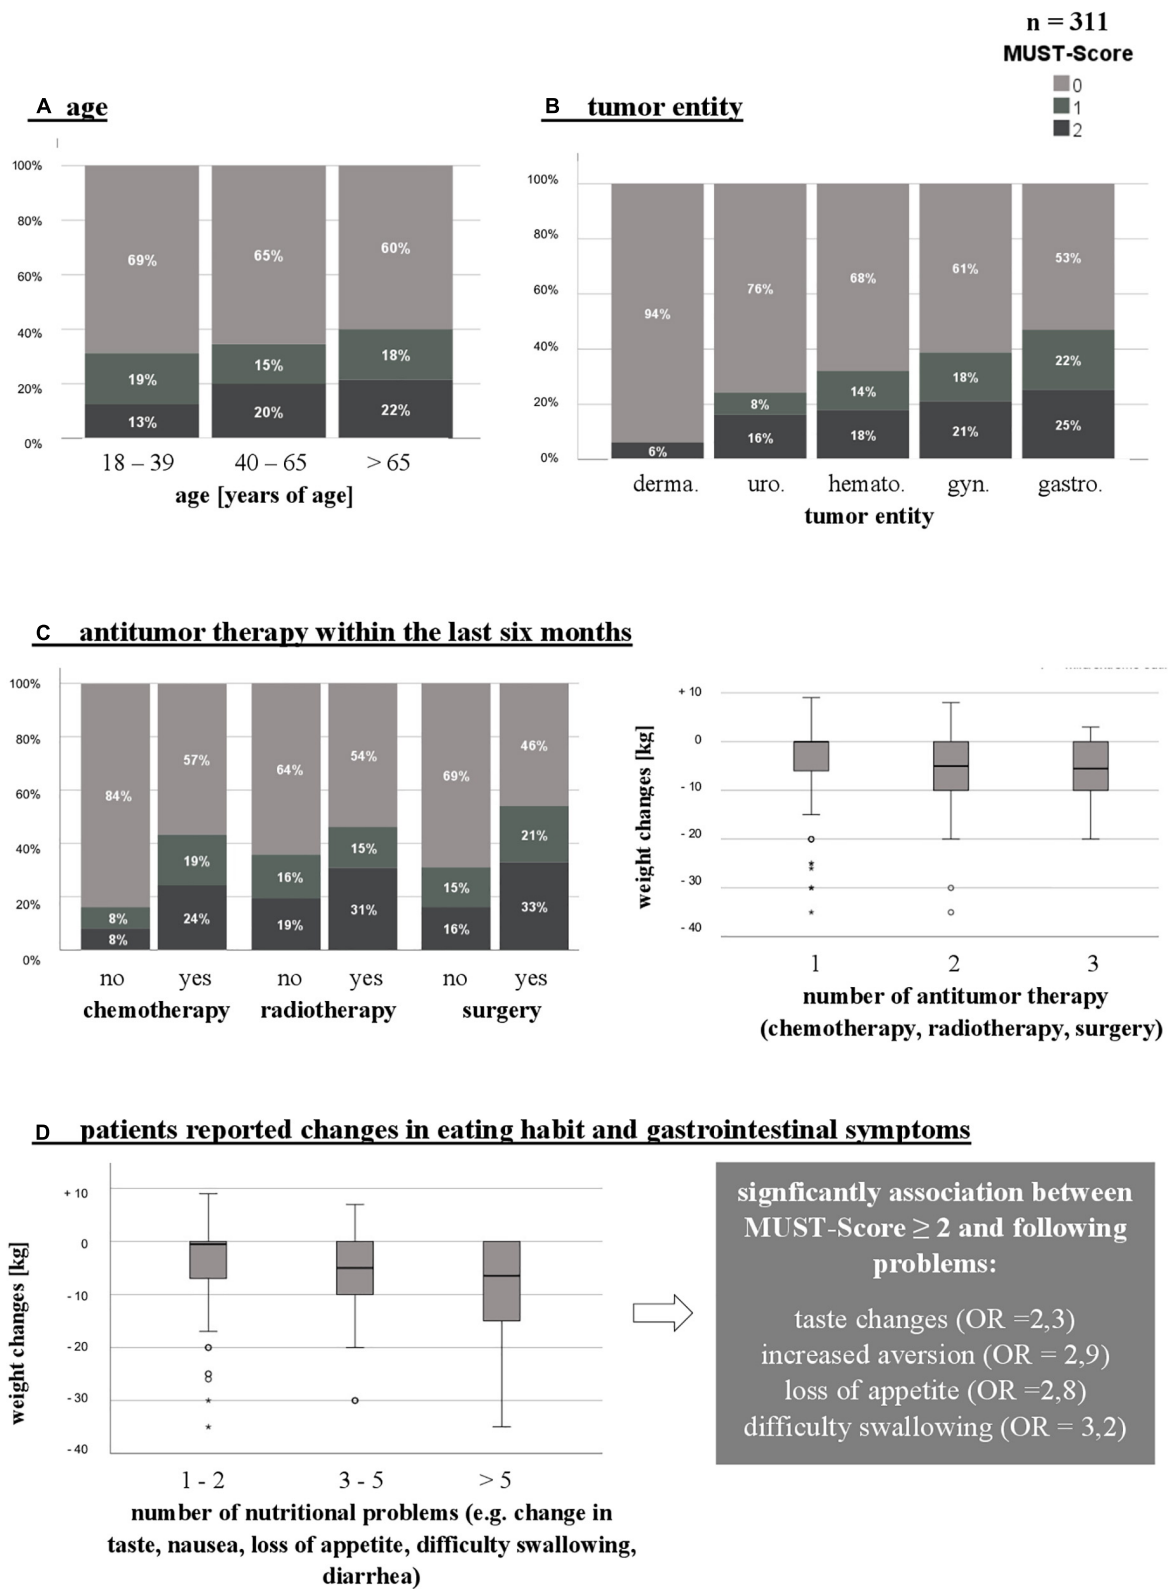 n = 311
MUST-Score
0
1
2
A age
100%
80%
60%
40%
20%
0%
69%
19%
13%
65%
15%
20%
60%
18%
22%
18 – 39
40 – 65
> 65
age [years of age]
B tumor entity
100%
80%
60%
40%
20%
0%
94%
6%
76%
8%
16%
68%
14%
18%
61%
18%
21%
53%
22%
25%
derma.
uro.
hemato.
gyn.
gastro.
tumor entity
C antitumor therapy within the last six months
100%
80%
60%
40%
20%
0%
84%
8%
8%
57%
19%
24%
64%
16%
19%
54%
15%
31%
69%
15%
16%
46%
21%
33%
no
yes
no
yes
no
yes
chemotherapy
radiotherapy
surgery
weight changes [kg]
+ 10
0
- 10
- 20
- 30
- 40
1
2
3
number of antitumor therapy
(chemotherapy, radiotherapy, surgery)
D patients reported changes in eating habit and gastrointestinal symptoms
weight changes [kg]
+ 10
0
- 10
- 20
- 30
- 40
1 - 2
3 - 5
> 5
number of nutritional problems (e.g. change in
taste, nausea, loss of appetite, difficulty swallowing,
diarrhea)
signficantly association between
MUST-Score ≥ 2 and following
problems:
taste changes (OR =2,3)
increased aversion (OR = 2,9)
loss of appetite (OR =2,8)
difficulty swallowing (OR = 3,2)